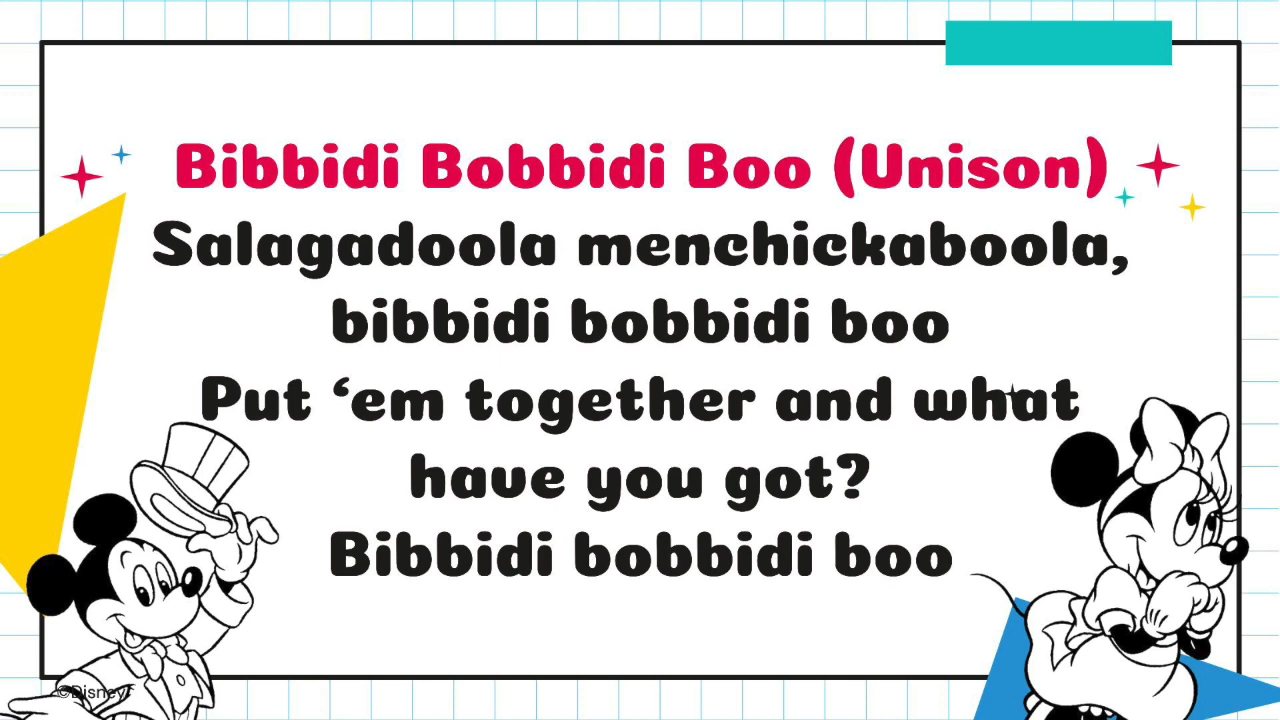 Bibbidi Bobbidi Boo (Unison)
Salagadoola menchickaboola,
bibbidi bobbidi boo
Put ‘em together and what
have you got?
Bibbidi bobbidi boo
©Disney